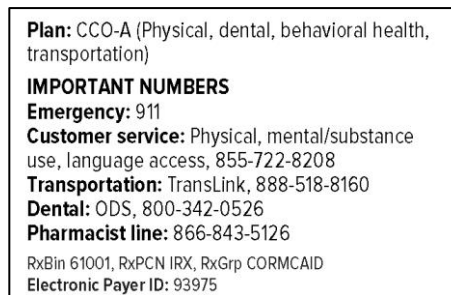 Plan: CCO-A (Physical, dental, behavioral health,
transportation)
IMPORTANT NUMBERS
Emergency: 911
Customer service: Physical, mental/substance
use, language access, 855-722-8208
Transportation: TransLink, 888-518-8160
Dental: ODS, 800-342-0526
Pharmacist line: 866-843-5126
RxBin 61001, RxPCN IRX, RxGrp CORMCAID
Electronic Payer ID: 93975